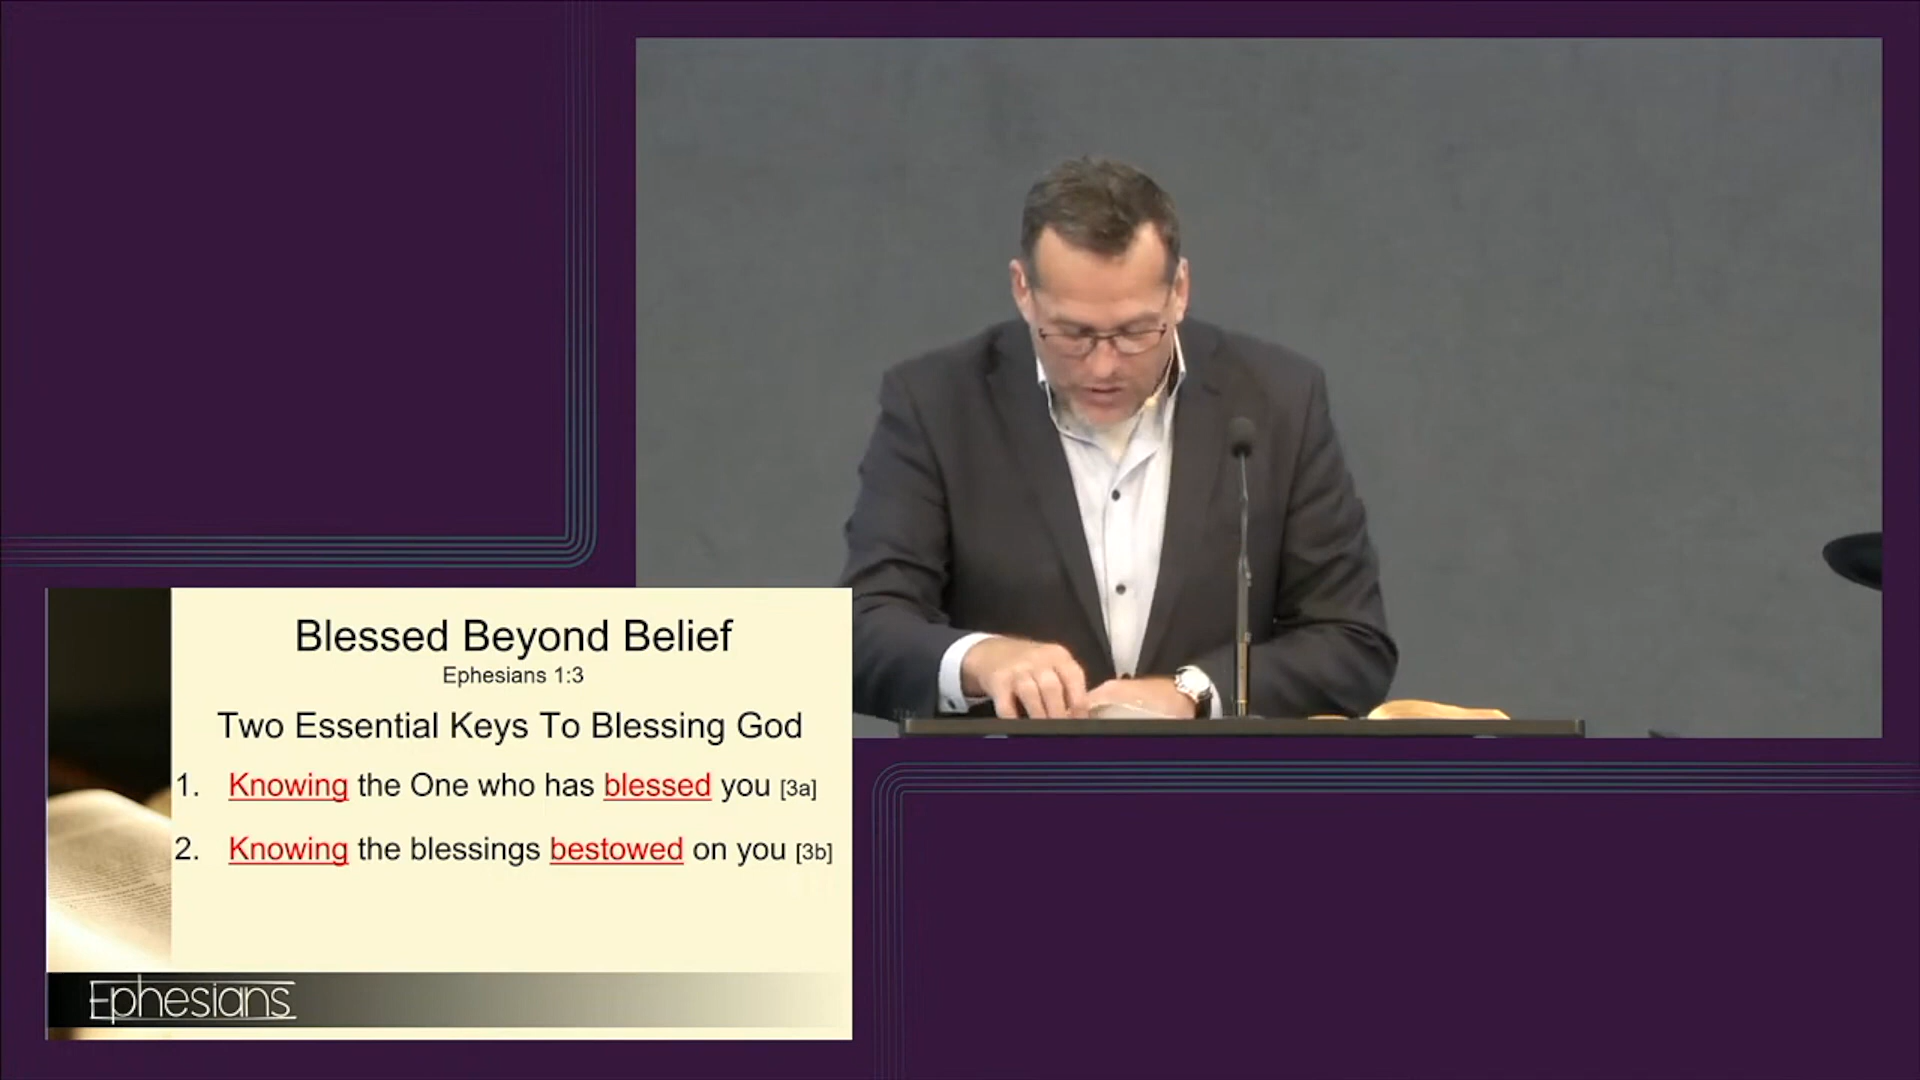 Blessed Beyond Belief
Ephesians 1:3
Two Essential Keys To Blessing God
1. Knowing the One who has blessed you [3a]
2. Knowing the blessings bestowed on you [3b]
Ephesians